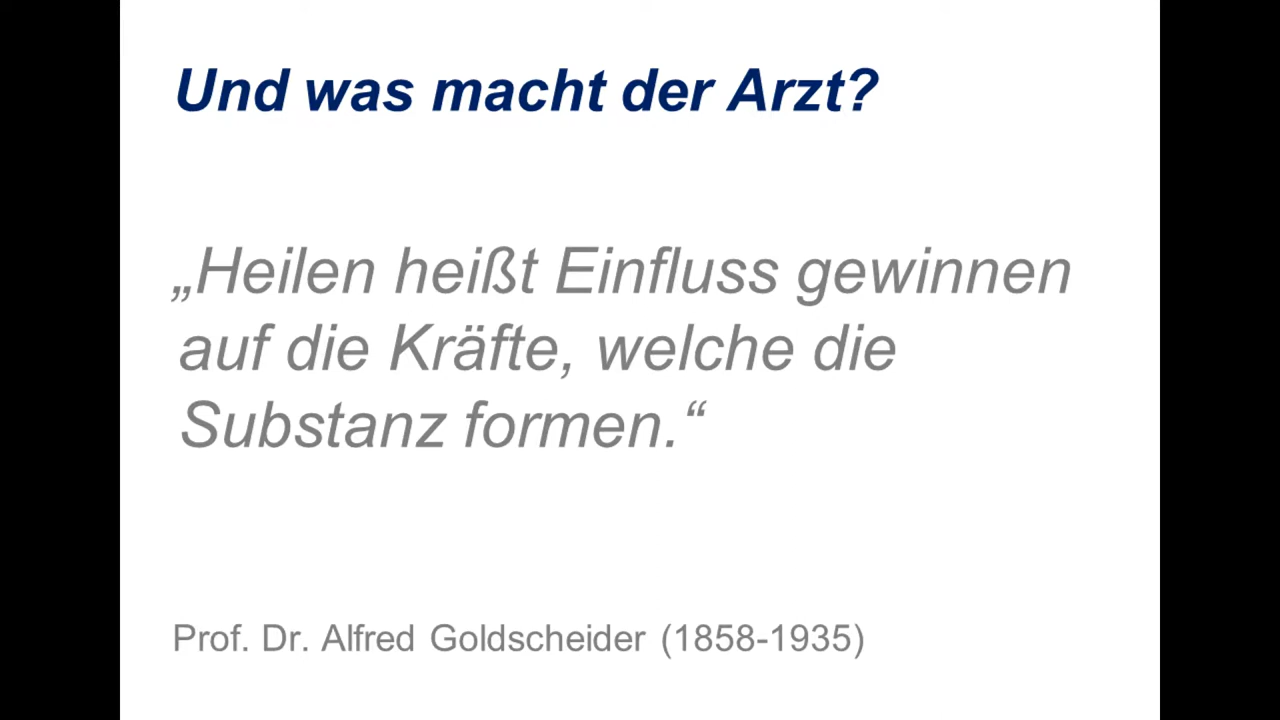 Und was macht der Arzt?
„Heilen heißt Einfluss gewinnen
auf die Kräfte, welche die
Substanz formen.“
Prof. Dr. Alfred Goldscheider (1858-1935)